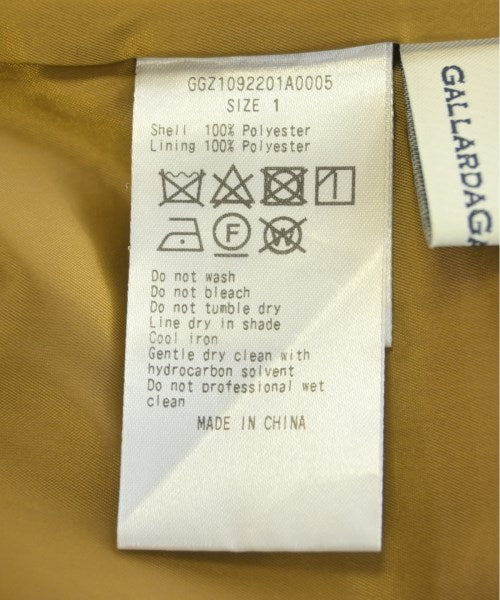 GGZ1092201A0005
SIZE 1
Shell 100% Polyester
Lining 100% Polyester
F
W
Do not wash
Do not bleach
Do not tumble dry
Line dry in shade
Cool iron
Gentle dry clean with
hydrocarbon solvent
Do not professional wet
clean
MADE IN CHINA
GALLARDAGA